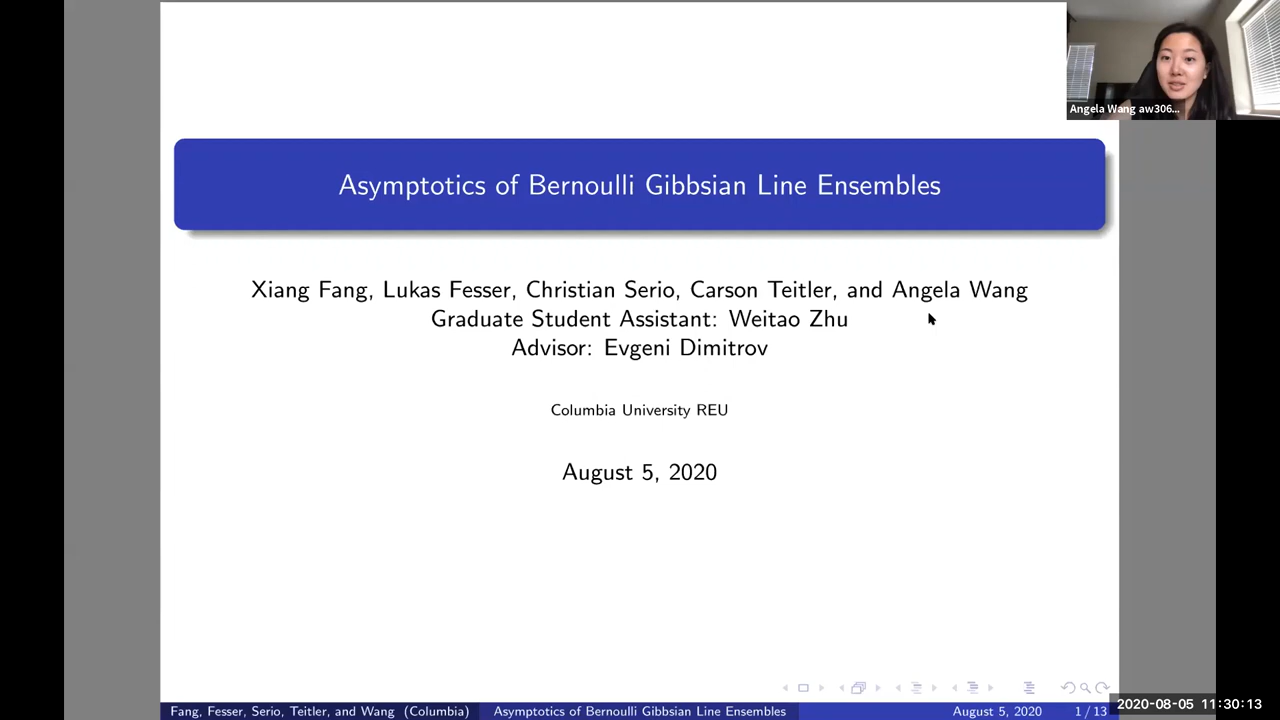 Angela Wang aw306...
Asymptotics of Bernoulli Gibbsian Line Ensembles
Xiang Fang, Lukas Fesser, Christian Serio, Carson Teitler, and Angela Wang
Graduate Student Assistant: Weitao Zhu
Advisor: Evgeni Dimitrov
Columbia University REU
August 5, 2020
Fang, Fesser, Serio, Teitler, and Wang (Columbia) Asymptotics of Bernoulli Gibbsian Line Ensembles August 5, 2020 1 / 13
2020-08-05 11:30:13